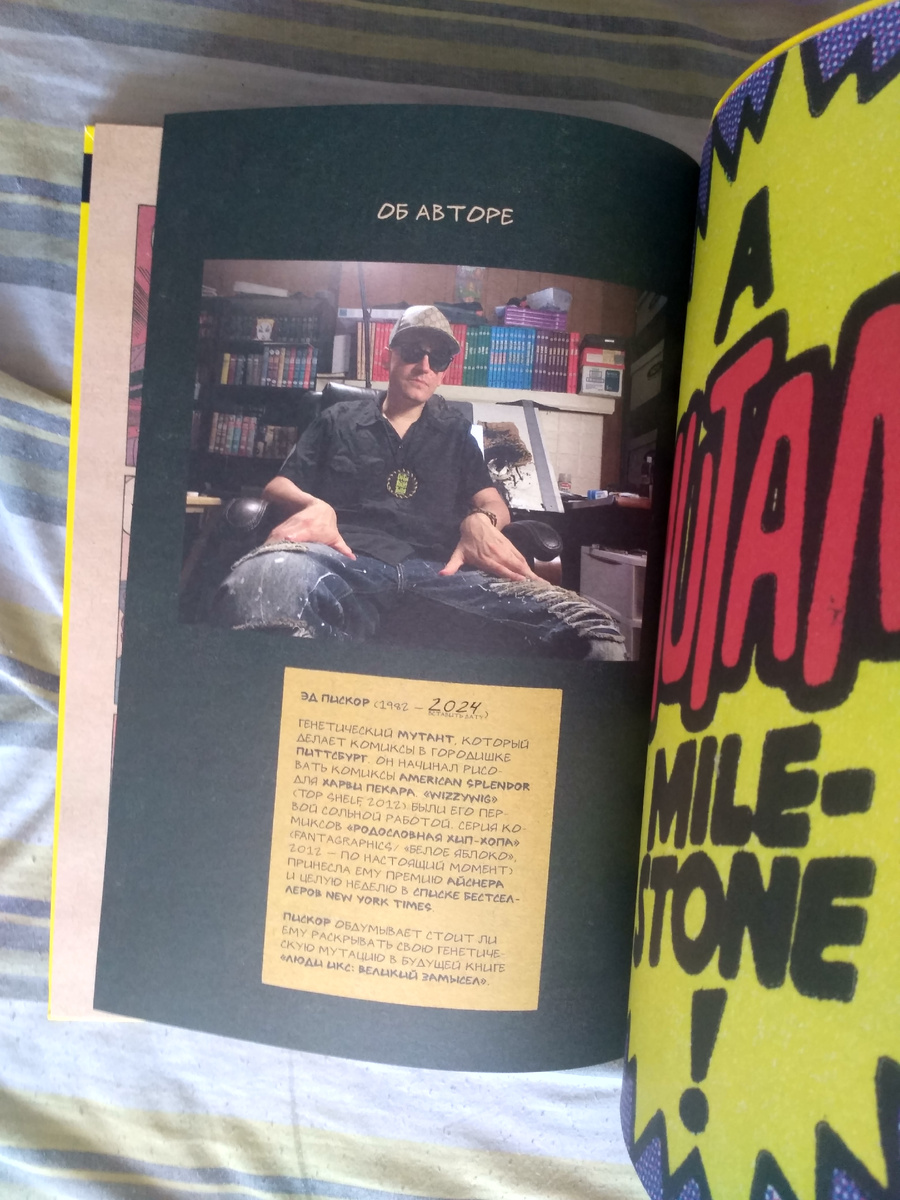 ОБ АВТОРЕ
ЭД ПИСКОР (1982 – 2024)
(ВСТАВИТЬ ДАТУ)
ГЕНЕТИЧЕСКИЙ МУТАНТ, КОТОРЫЙ
ДЕЛАЕТ КОМИКСЫ В ГОРОДИШКЕ
ПИТТСБУРГ. ОН НАЧИНАЛ РИСО-
ВАТЬ КОМИКСЫ AMERICAN SPLENDOR
ДЛЯ ХАРВИ ПЕКАРА. «WIZZYWIG»
(TOP SHELF, 2012) БЫЛИ ЕГО ПЕР-
ВОЙ СОЛЬНОЙ РАБОТОЙ. СЕРИЯ КО-
МИКСОВ «РОДОСЛОВНАЯ ХИП-ХОПА»
(FANTAGRAPHICS/ «БЕЛОЕ ЯБЛОКО»,
2012 — ПО НАСТОЯЩИЙ МОМЕНТ)
ПРИНЕСЛА ЕМУ ПРЕМИЮ АЙСНЕРА
И ЦЕЛУЮ НЕДЕЛЮ В СПИСКЕ БЕСТСЕЛ-
ЛЕРОВ NEW YORK TIMES.
ПИСКОР ОБДУМЫВАЕТ СТОИТ ЛИ
ЕМУ РАСКРЫВАТЬ СВОЮ ГЕНЕТИЧЕ-
СКУЮ МУТАЦИЮ В БУДУЩЕЙ КНИГЕ
«ЛЮДИ ИКС: ВЕЛИКИЙ ЗАМЫСЕЛ».
A
MUTAN
MILE-
STONE
!